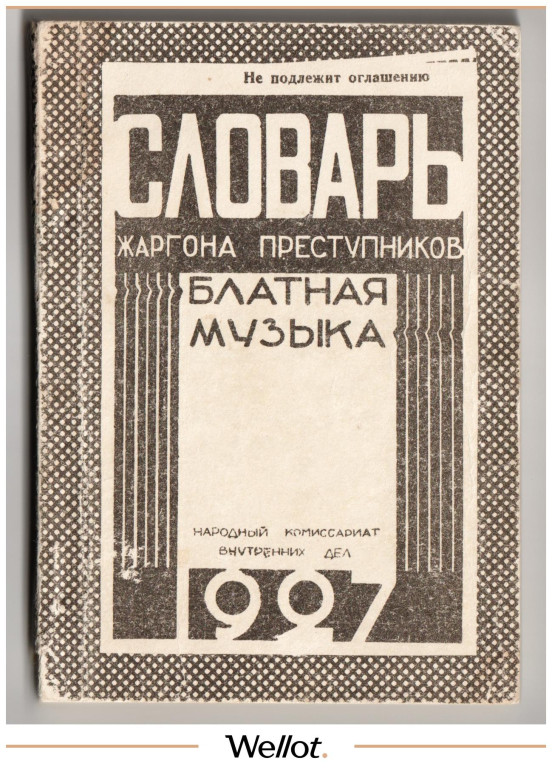 Не подлежит оглашению
СЛОВАРЬ
ЖАРГОНА ПРЕСТУПНИКОВ
БЛАТНАЯ
МУЗЫКА
НАРОДНЫЙ КОМИССАРИАТ
ВНУТРЕННИХ ДЕЛ
1927
Wellot.